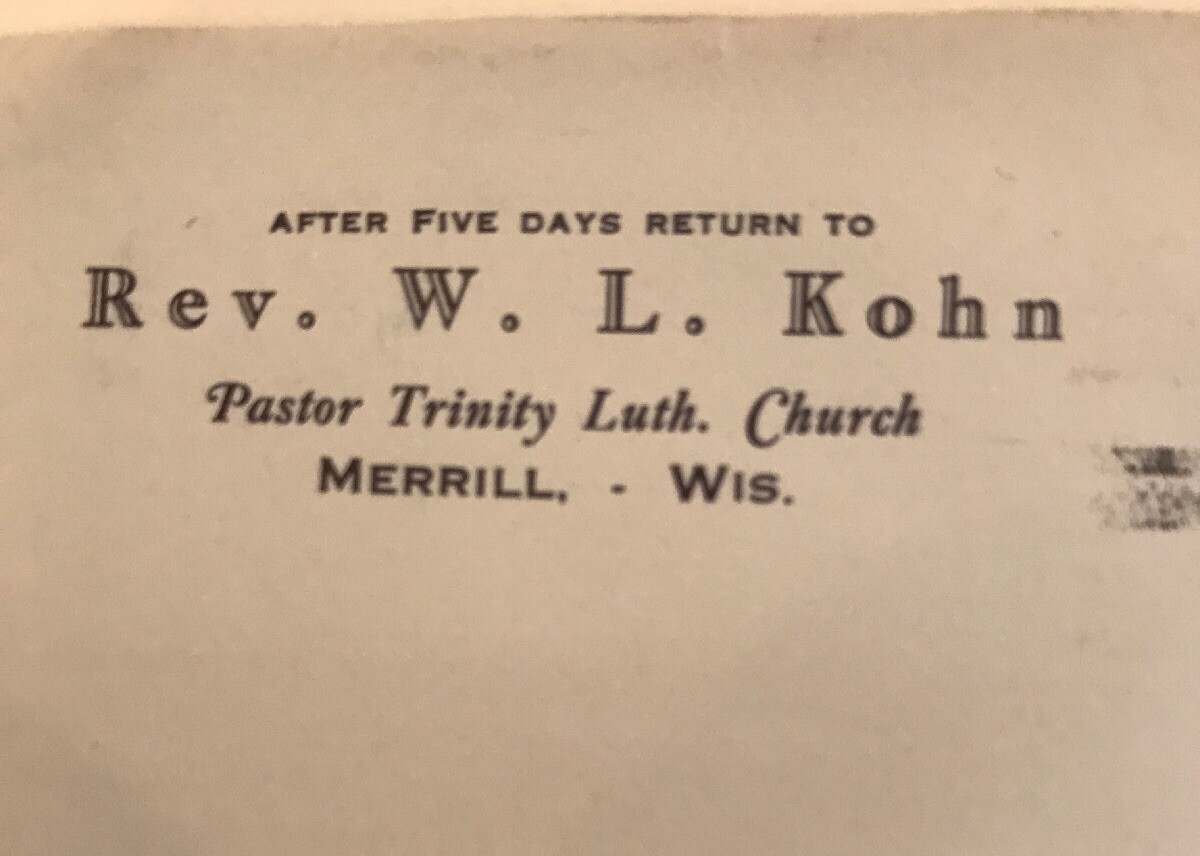 AFTER FIVE DAYS RETURN TO
Rev. W. L. Kohn
Pastor Trinity Luth. Church
MERRILL, - WIS.